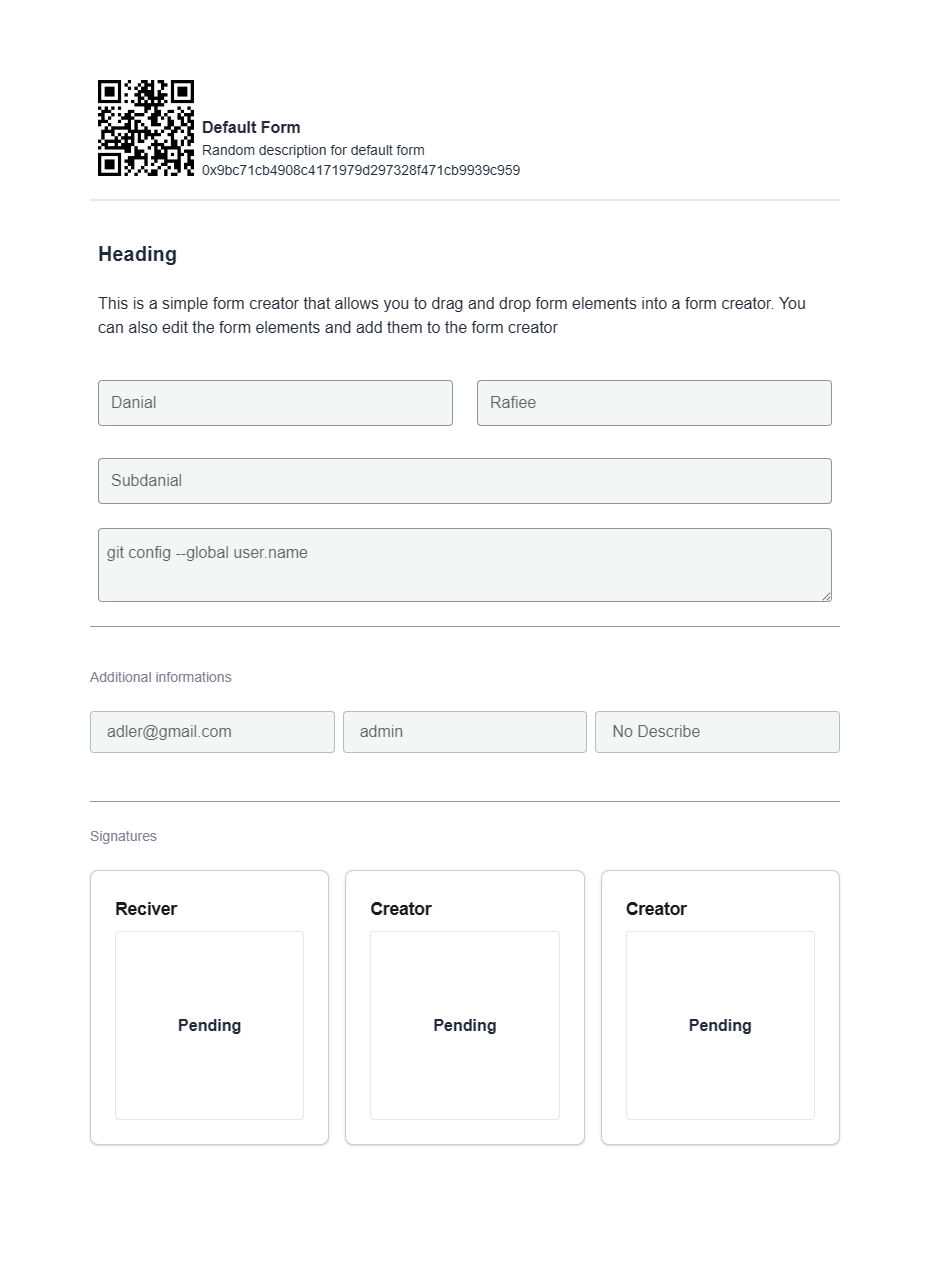 Default Form
Random description for default form
0x9bc71cb4908c4171979d297328f471cb9939c959
Heading
This is a simple form creator that allows you to drag and drop form elements into a form creator. You
can also edit the form elements and add them to the form creator
Danial
Rafiee
Subdanial
git config --global user.name
Additional informations
adler@gmail.com
admin
No Describe
Signatures
Reciver
Creator
Creator
Pending
Pending
Pending